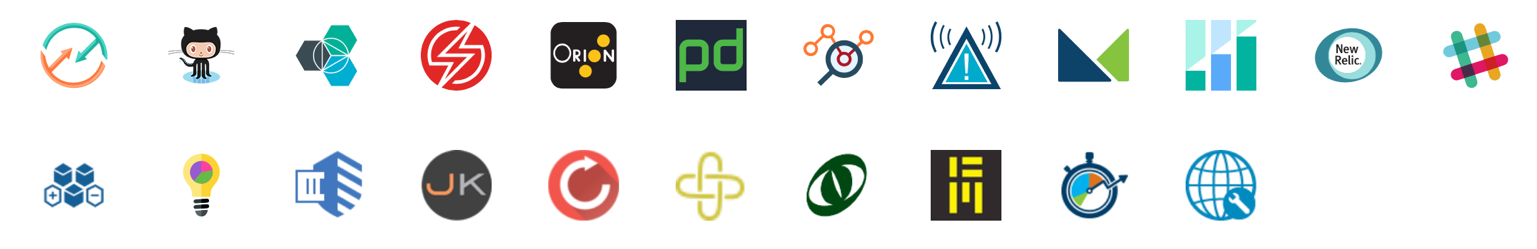 ORION
pd
New
Relic.
JK